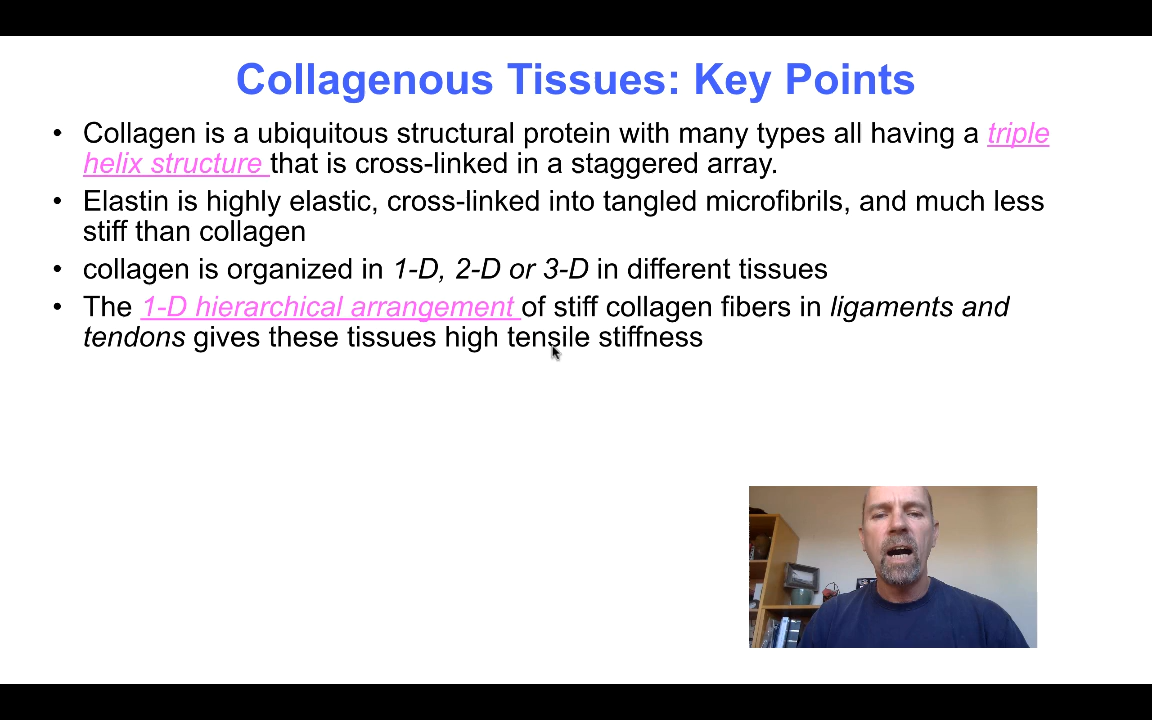 Collagenous Tissues: Key Points
• Collagen is a ubiquitous structural protein with many types all having a triple
helix structure that is cross-linked in a staggered array.
• Elastin is highly elastic, cross-linked into tangled microfibrils, and much less
stiff than collagen
• collagen is organized in 1-D, 2-D or 3-D in different tissues
• The 1-D hierarchical arrangement of stiff collagen fibers in ligaments and
tendons gives these tissues high tensile stiffness